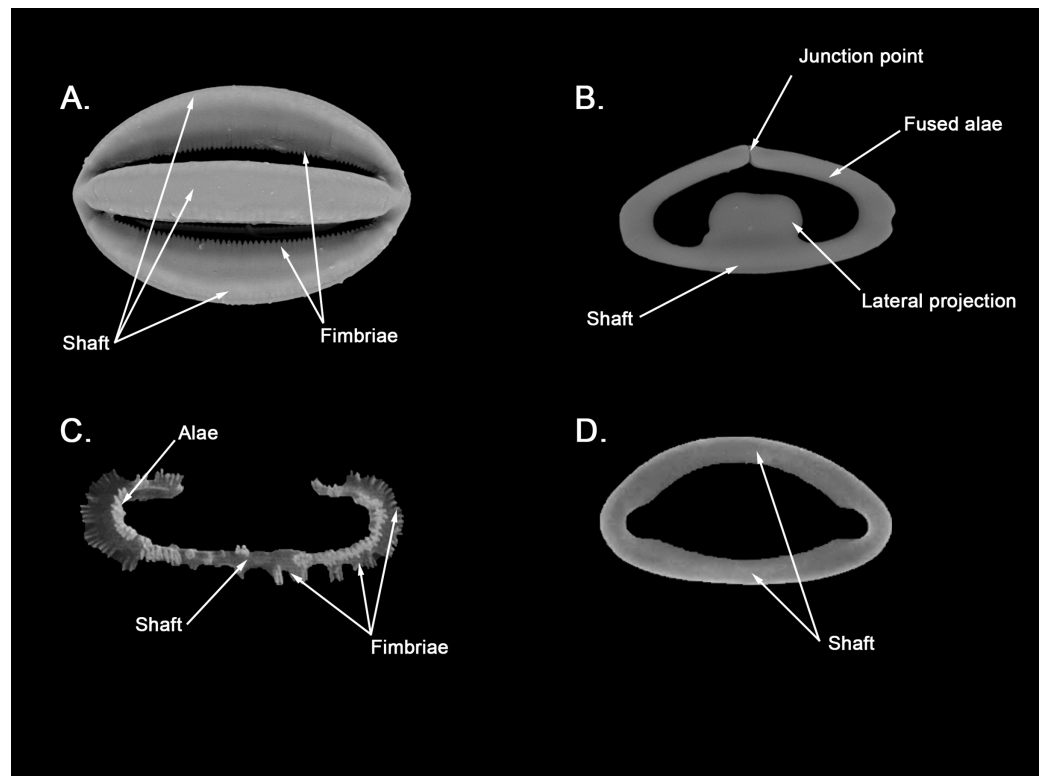 A.
Shaft
Fimbriae
B.
Junction point
Fused alae
Lateral projection
Shaft
C.
Alae
Shaft
Fimbriae
D.
Shaft